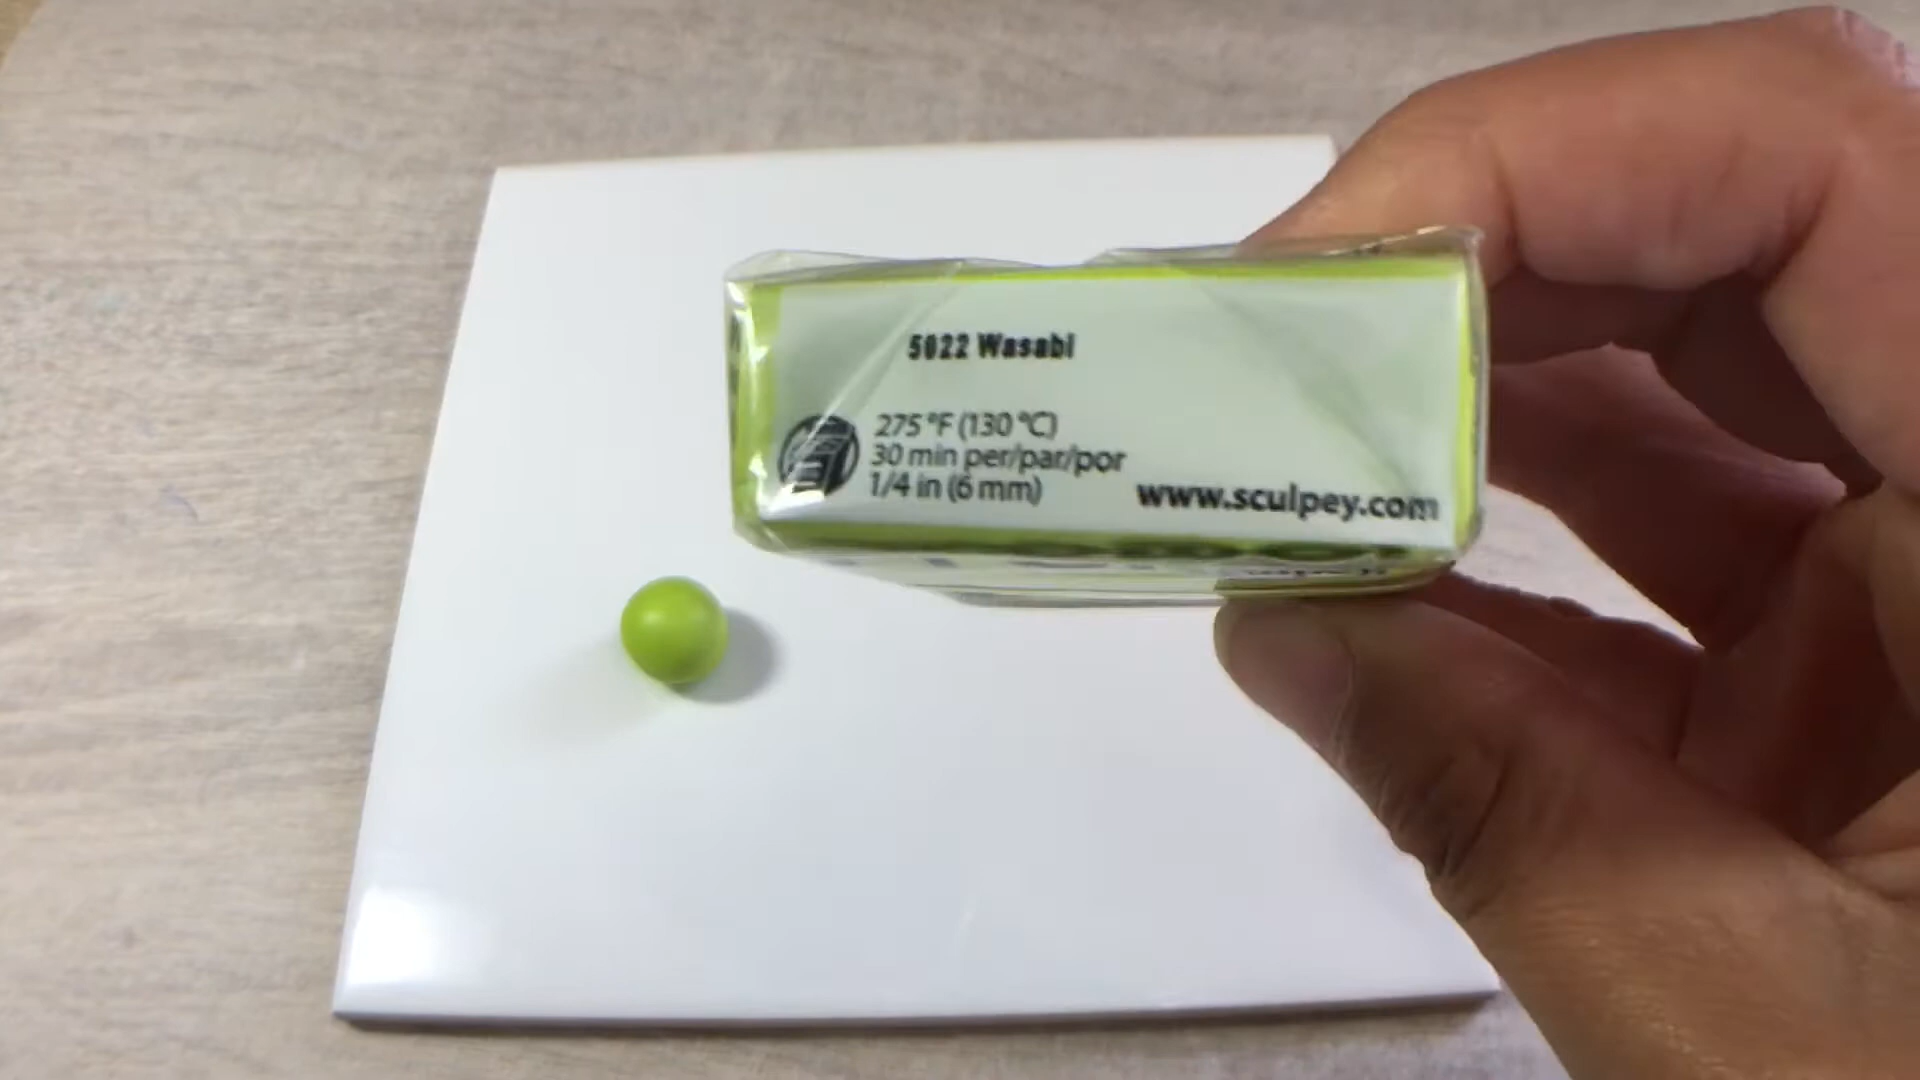 5022 Wasabi
275 °F (130 °C)
30 min per/par/por
1/4 in (6 mm)
www.sculpey.com